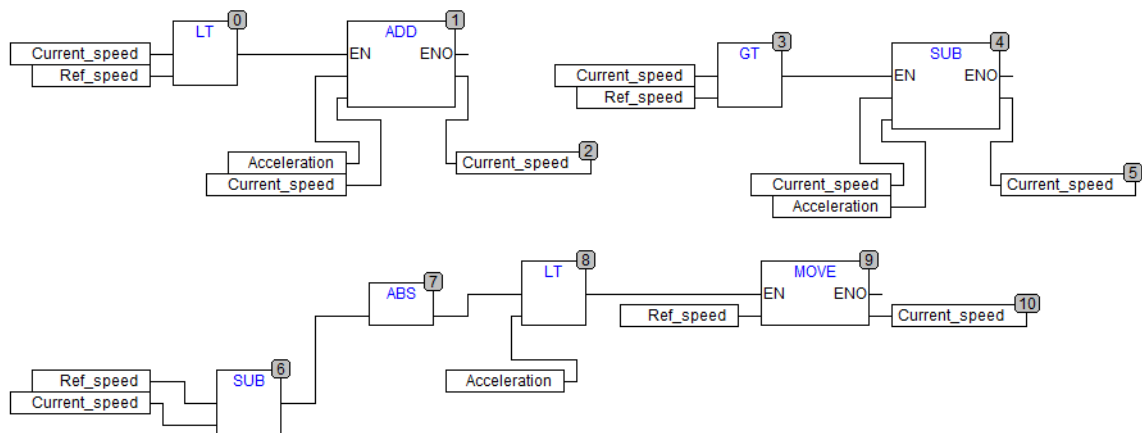 0
LT
Current_speed
Ref_speed
1
ADD
EN ENO
Acceleration
Current_speed
2
Current_speed
3
GT
Current_speed
Ref_speed
4
SUB
EN ENO
Current_speed
Acceleration
5
Current_speed
6
SUB
Ref_speed
Current_speed
7
ABS
8
LT
Acceleration
9
MOVE
EN ENO
Ref_speed
10
Current_speed